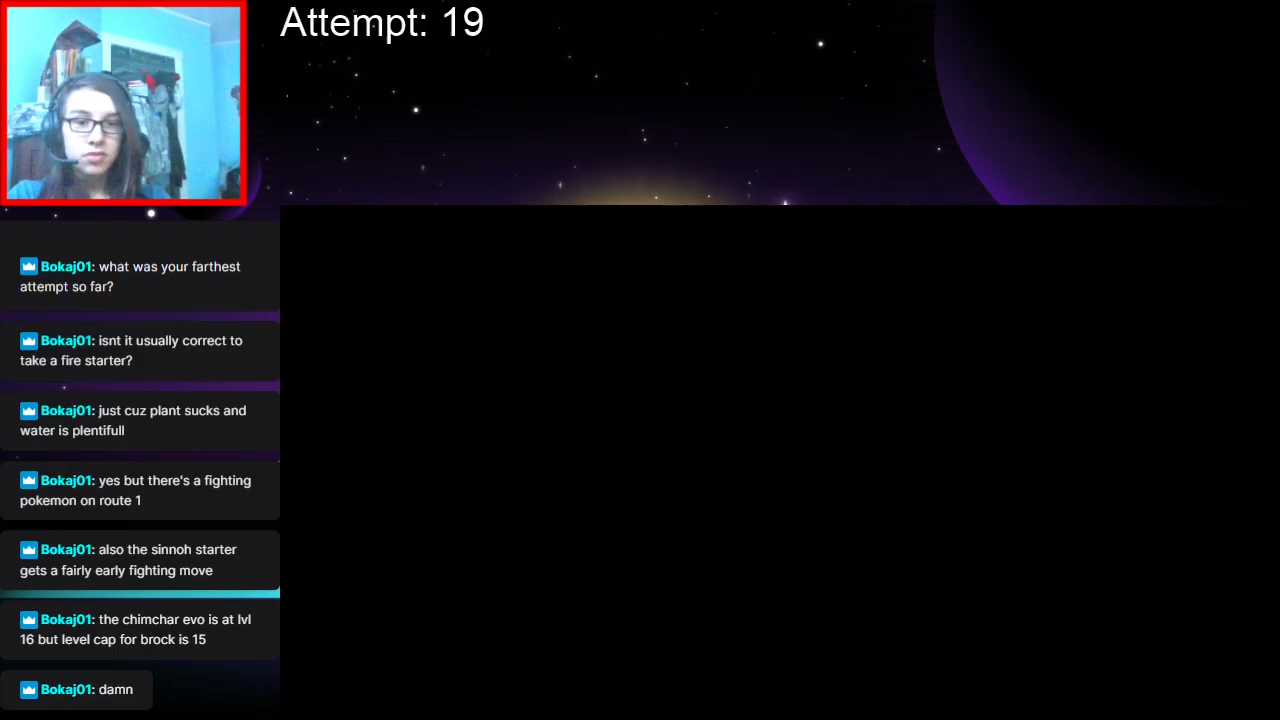 Attempt: 19
Bokaj01: what was your farthest
attempt so far?
Bokaj01: isnt it usually correct to
take a fire starter?
Bokaj01: just cuz plant sucks and
water is plentifull
Bokaj01: yes but there's a fighting
pokemon on route 1
Bokaj01: also the sinnoh starter
gets a fairly early fighting move
Bokaj01: the chimchar evo is at lvl
16 but level cap for brock is 15
Bokaj01: damn